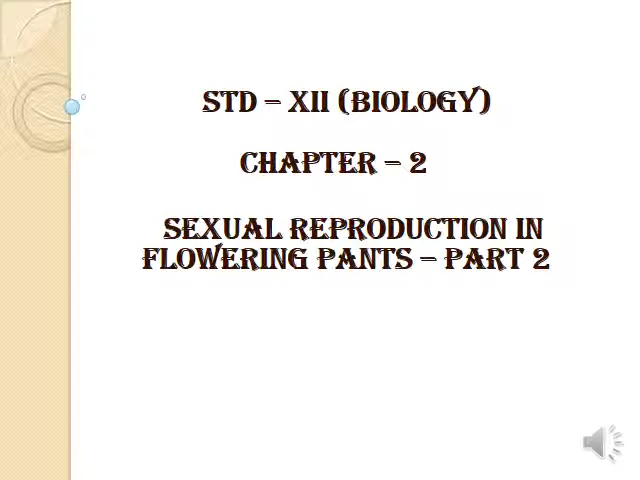 STD – XII (BIOLOGY)
CHAPTER – 2
SEXUAL REPRODUCTION IN
FLOWERING PANTS – PART 2